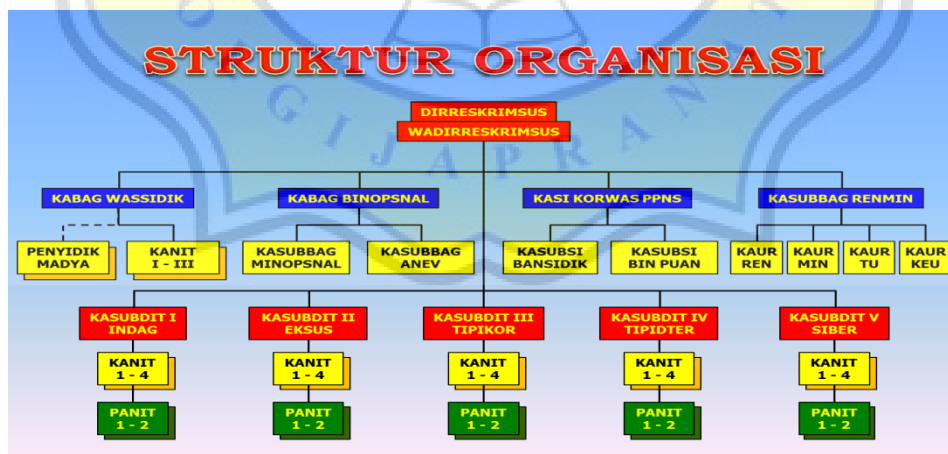 STRUKTUR ORGANISASI
DIRRESKRIMSUS
WADIRRESKRIMSUS
KABAG WASSIDIK
KABAG BINOPSNAL
KASI KORWAS PPNS
KASUBBAG RENMIN
PENYIDIK
MADYA
KANIT
I - III
KASUBBAG
MINOPSNAL
KASUBBAG
ANEV
KASUBSI
BANSIDIK
KASUBSI
BIN PUAN
KAUR
REN
KAUR
MIN
KAUR
TU
KAUR
KEU
KASUBDIT I
INDAG
KASUBDIT II
EKSUS
KASUBDIT III
TIPIKOR
KASUBDIT IV
TIPIDTER
KASUBDIT V
SIBER
KANIT
1 - 4
KANIT
1 - 4
KANIT
1 - 4
KANIT
1 - 4
KANIT
1 - 4
PANIT
1 - 2
PANIT
1 - 2
PANIT
1 - 2
PANIT
1 - 2
PANIT
1 - 2